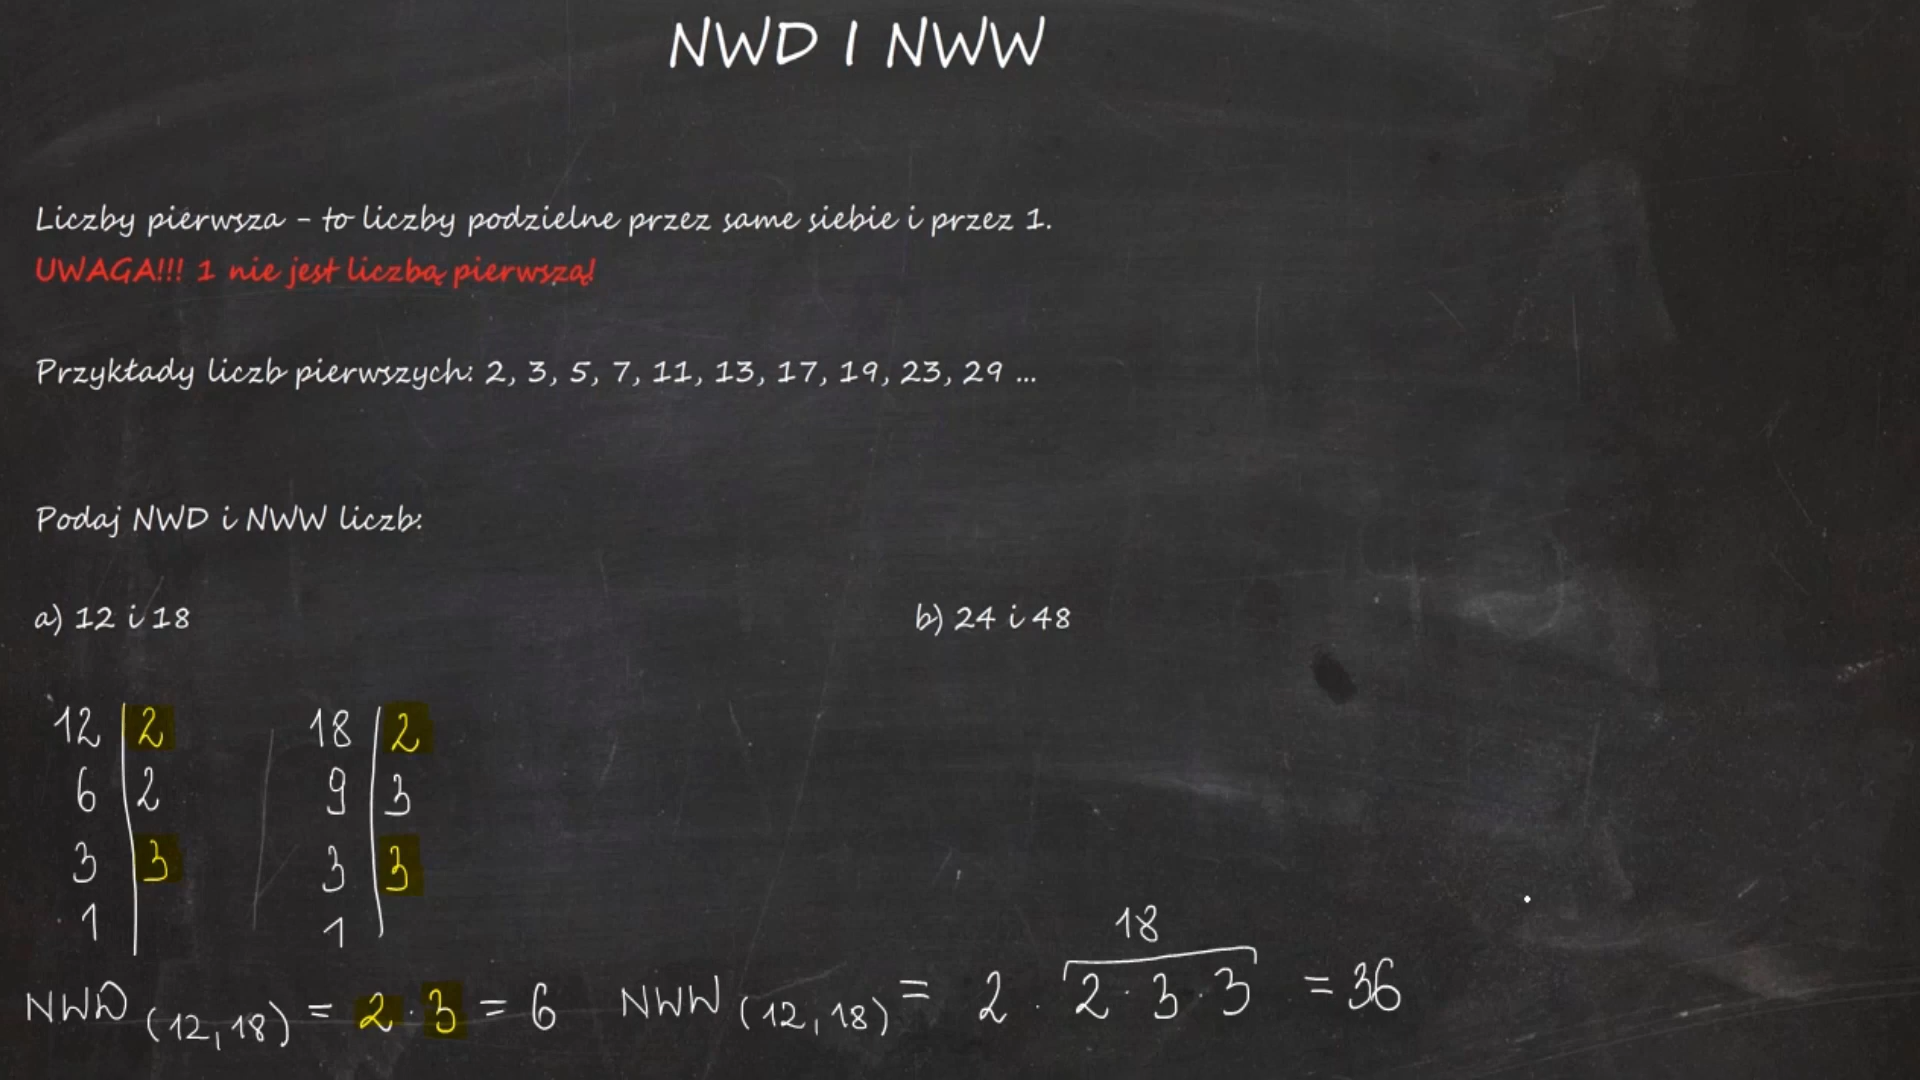 NWD I NWW
Liczby pierwsza - to liczby podzielne przez same siebie i przez 1.
UWAGA!!! 1 nie jest liczbą pierwszą!
Przykłady liczb pierwszych: 2, 3, 5, 7, 11, 13, 17, 19, 23, 29 ...
Podaj NWD i NWW liczb:
a) 12 i 18
b) 24 i 48
12 | 2
6 | 2
3 | 3
1
18 | 2
9 | 3
3 | 3
1
NWD (12, 18) = 2 · 3 = 6
18
NWW (12, 18) = 2 · 2 · 3 · 3 = 36